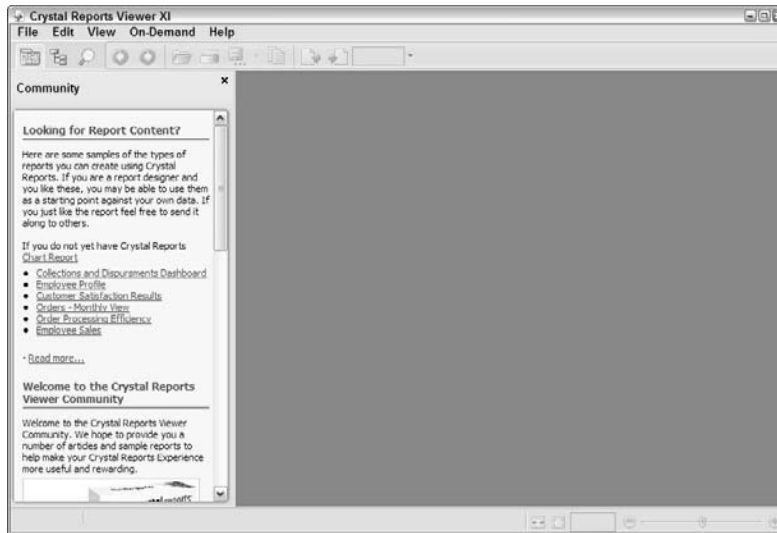 Crystal Reports Viewer XI
File Edit View On-Demand Help
Community
Looking for Report Content?
Here are some samples of the types of
reports you can create using Crystal
Reports. If you are a report designer and
you like these, you may be able to use them
as a starting point against your own data. If
you just like the report feel free to send it
along to others.
If you do not yet have Crystal Reports
Chart Report
• Collections and Dispursments Dashboard
• Employee Profile
• Customer Satisfaction Results
• Orders - Monthly View
• Order Processing Efficiency
• Employee Sales
· Read more...
Welcome to the Crystal Reports
Viewer Community
Welcome to the Crystal Reports Viewer
Community. We hope to provide you a
number of articles and sample reports to
help make your Crystal Reports Experience
more useful and rewarding.